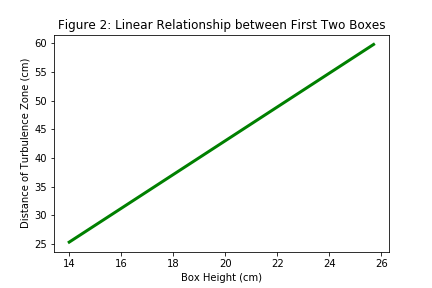 Figure 2: Linear Relationship between First Two Boxes
Distance of Turbulence Zone (cm)
60
55
50
45
40
35
30
25
14 16 18 20 22 24 26
Box Height (cm)